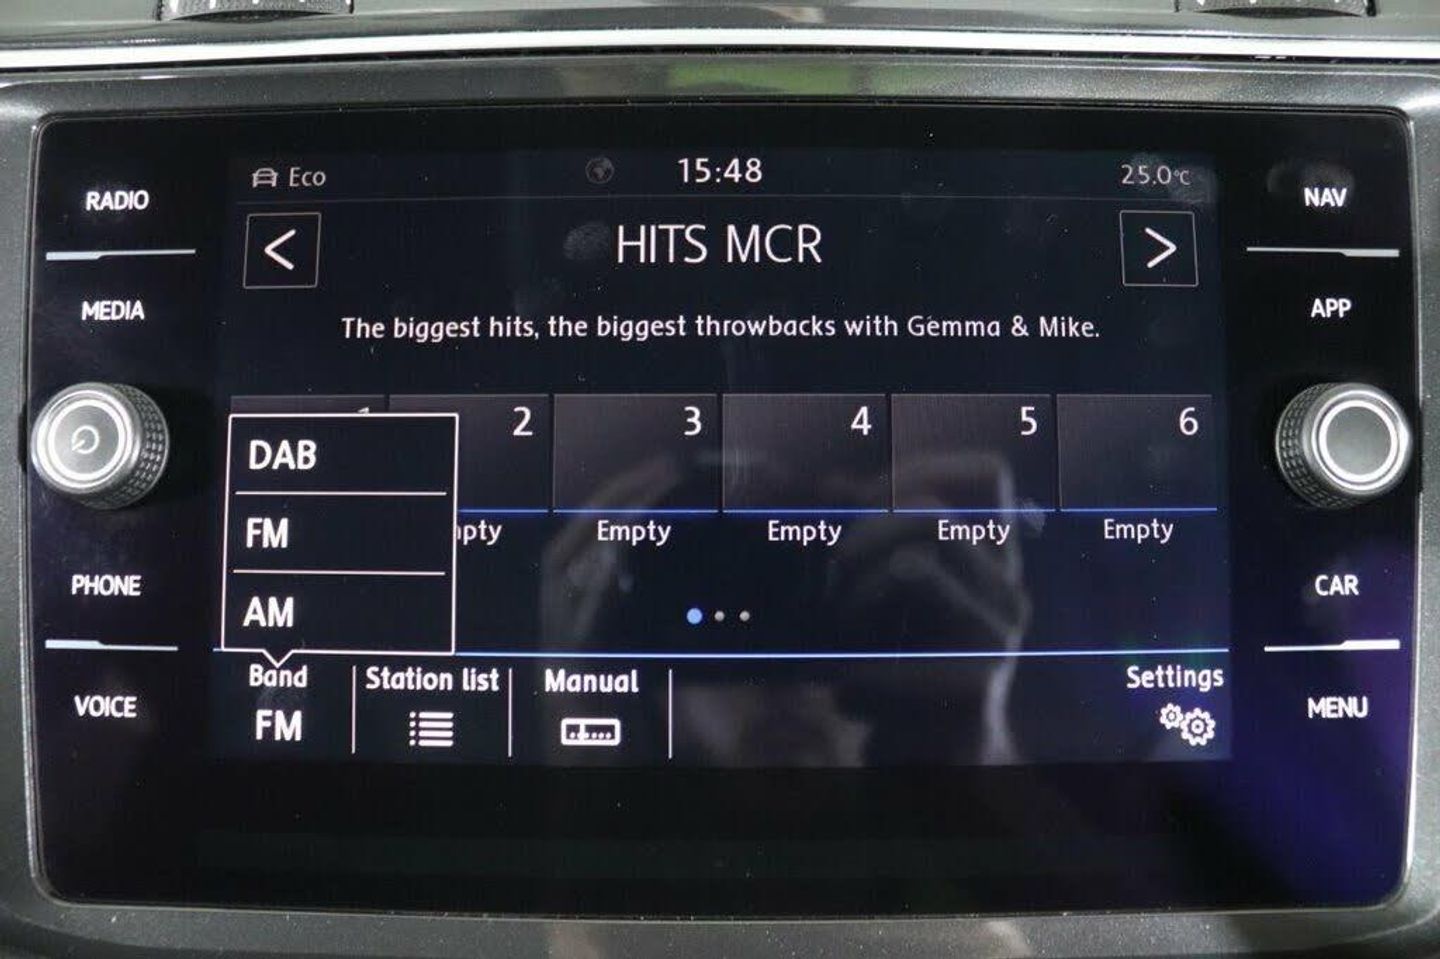 RADIO
MEDIA
PHONE
VOICE
Eco
15:48
25.0°C
HITS MCR
The biggest hits, the biggest throwbacks with Gemma & Mike.
2
3
4
5
6
DAB
FM
AM
Empty
Empty
Empty
Empty
Band
FM
Station list
Manual
Settings
NAV
APP
CAR
MENU